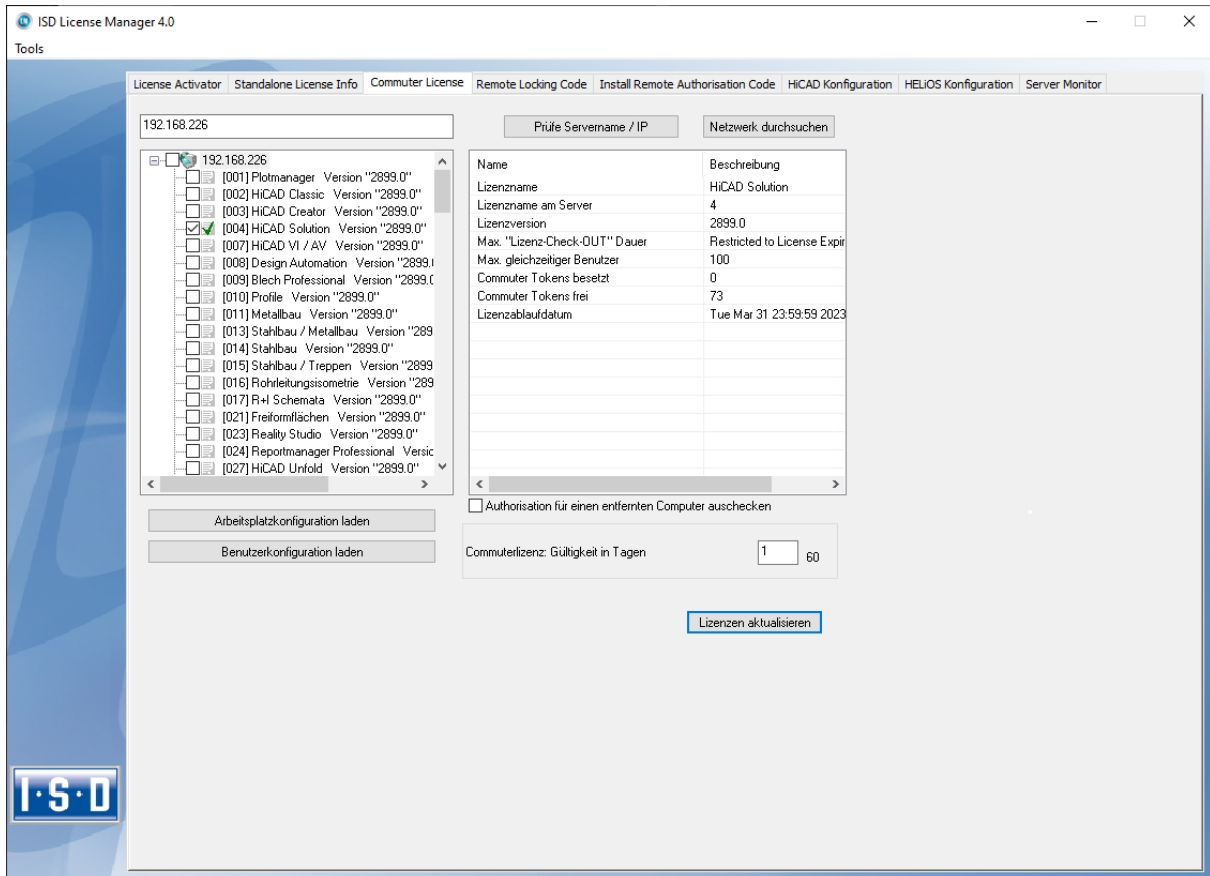 ISD License Manager 4.0
Tools
License Activator Standalone License Info Commuter License Remote Locking Code Install Remote Authorisation Code HiCAD Konfiguration HELiOS Konfiguration Server Monitor
192.168.226 Prüfe Servername / IP Netzwerk durchsuchen
192.168.226
[001] Plotmanager Version "2899.0"
[002] HiCAD Classic Version "2899.0"
[003] HiCAD Creator Version "2899.0"
[004] HiCAD Solution Version "2899.0"
[007] HiCAD VI / AV Version "2899.0"
[008] Design Automation Version "2899.
[009] Blech Professional Version "2899.0
[010] Profile Version "2899.0"
[011] Metallbau Version "2899.0"
[013] Stahlbau / Metallbau Version "289
[014] Stahlbau Version "2899.0"
[015] Stahlbau / Treppen Version "2899
[016] Rohrleitungsisometrie Version "289
[017] R+I Schemata Version "2899.0"
[021] Freiformflächen Version "2899.0"
[023] Reality Studio Version "2899.0"
[024] Reportmanager Professional Versic
[027] HiCAD Unfold Version "2899.0"
Name Beschreibung
Lizenzname HiCAD Solution
Lizenzname am Server 4
Lizenzversion 2899.0
Max. "Lizenz-Check-OUT" Dauer Restricted to License Expir
Max. gleichzeitiger Benutzer 100
Commuter Tokens besetzt 0
Commuter Tokens frei 73
Lizenzablaufdatum Tue Mar 31 23:59:59 2023
Authorisation für einen entfernten Computer auschecken
Arbeitsplatzkonfiguration laden
Benutzerkonfiguration laden
Commuterlizenz: Gültigkeit in Tagen 1 60
Lizenzen aktualisieren
I·S·D